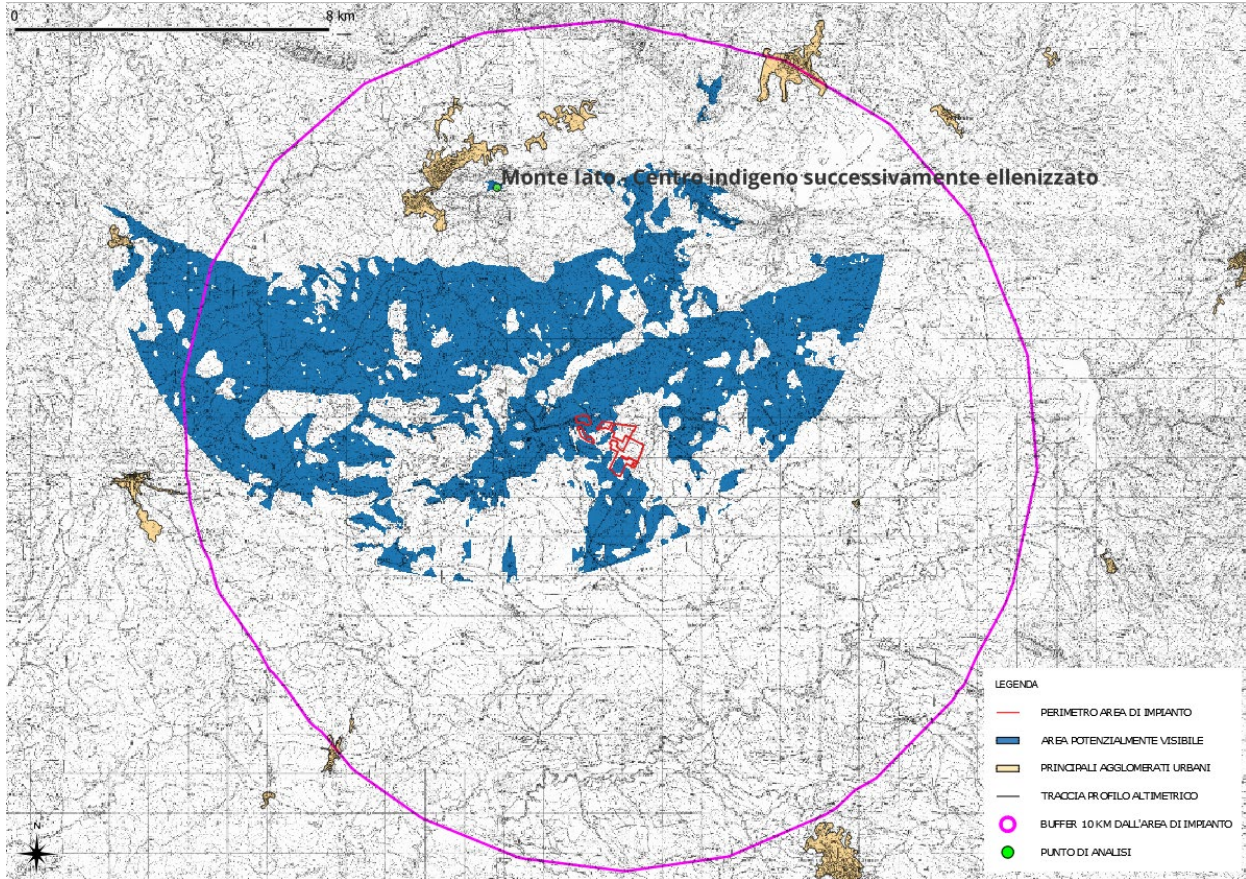 0 8 km
Monte Iato - Centro indigeno successivamente ellenizzato
LEGENDA
PERIMETRO AREA DI IMPIANTO
AREA POTENZIALMENTE VISIBILE
PRINCIPALI AGGLOMERATI URBANI
TRACCIA PROFILO ALTIMETRICO
BUFFER 10 KM DALL'AREA DI IMPIANTO
PUNTO DI ANALISI
N